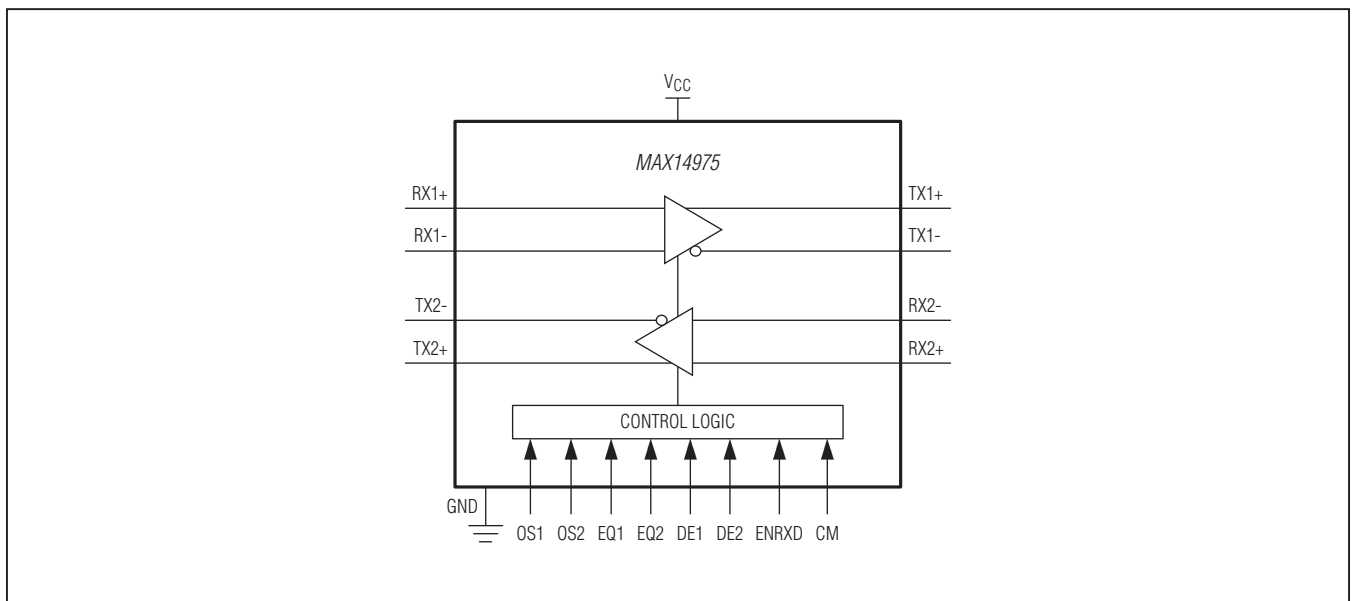 VCC
MAX14975
RX1+
TX1+
RX1-
TX1-
TX2-
RX2-
TX2+
RX2+
CONTROL LOGIC
GND
OS1 OS2 EQ1 EQ2 DE1 DE2 ENRXD CM